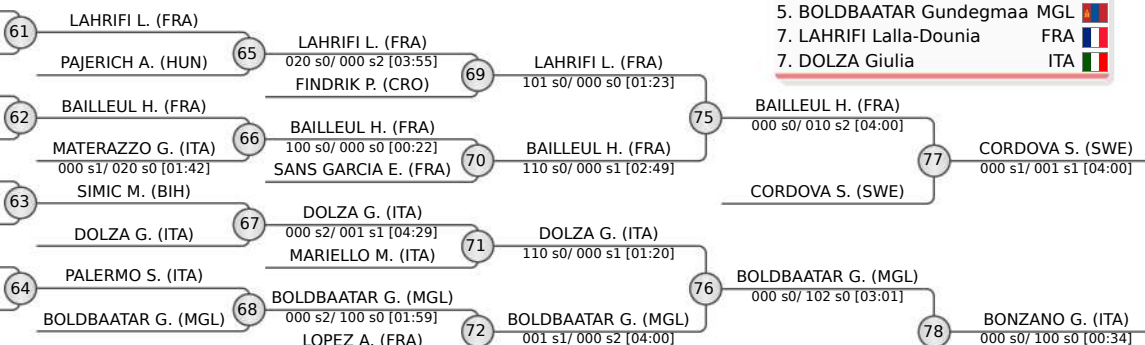 5. BOLDBAATAR Gundegmaa MGL
7. LAHRIFI Lalla-Dounia FRA
7. DOLZA Giulia ITA
61
LAHRIFI L. (FRA)
PAJERICH A. (HUN)
65
LAHRIFI L. (FRA)
020 s0/ 000 s2 [03:55]
FINDRIK P. (CRO)
69
LAHRIFI L. (FRA)
101 s0/ 000 s0 [01:23]
62
BAILLEUL H. (FRA)
MATERAZZO G. (ITA)
000 s1/ 020 s0 [01:42]
66
BAILLEUL H. (FRA)
100 s0/ 000 s0 [00:22]
SANS GARCIA E. (FRA)
70
BAILLEUL H. (FRA)
110 s0/ 000 s1 [02:49]
75
BAILLEUL H. (FRA)
000 s0/ 010 s2 [04:00]
CORDOVA S. (SWE)
77
CORDOVA S. (SWE)
000 s1/ 001 s1 [04:00]
63
SIMIC M. (BIH)
DOLZA G. (ITA)
67
DOLZA G. (ITA)
000 s2/ 001 s1 [04:29]
MARIELLO M. (ITA)
71
DOLZA G. (ITA)
110 s0/ 000 s1 [01:20]
64
PALERMO S. (ITA)
BOLDBAATAR G. (MGL)
68
BOLDBAATAR G. (MGL)
000 s2/ 100 s0 [01:59]
LOPEZ A. (FRA)
72
BOLDBAATAR G. (MGL)
001 s1/ 000 s2 [04:00]
76
BOLDBAATAR G. (MGL)
000 s0/ 102 s0 [03:01]
78
BONZANO G. (ITA)
000 s0/ 100 s0 [00:34]